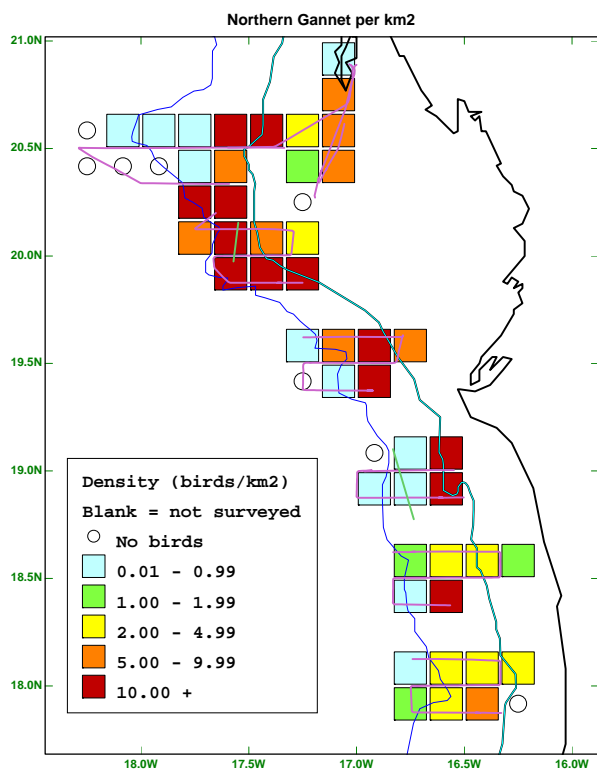 Northern Gannet per km2
21.0N
20.5N
20.0N
19.5N
19.0N
18.5N
18.0N
Density (birds/km2)
Blank = not surveyed
No birds
0.01 - 0.99
1.00 - 1.99
2.00 - 4.99
5.00 - 9.99
10.00 +
18.0W 17.5W 17.0W 16.5W 16.0W